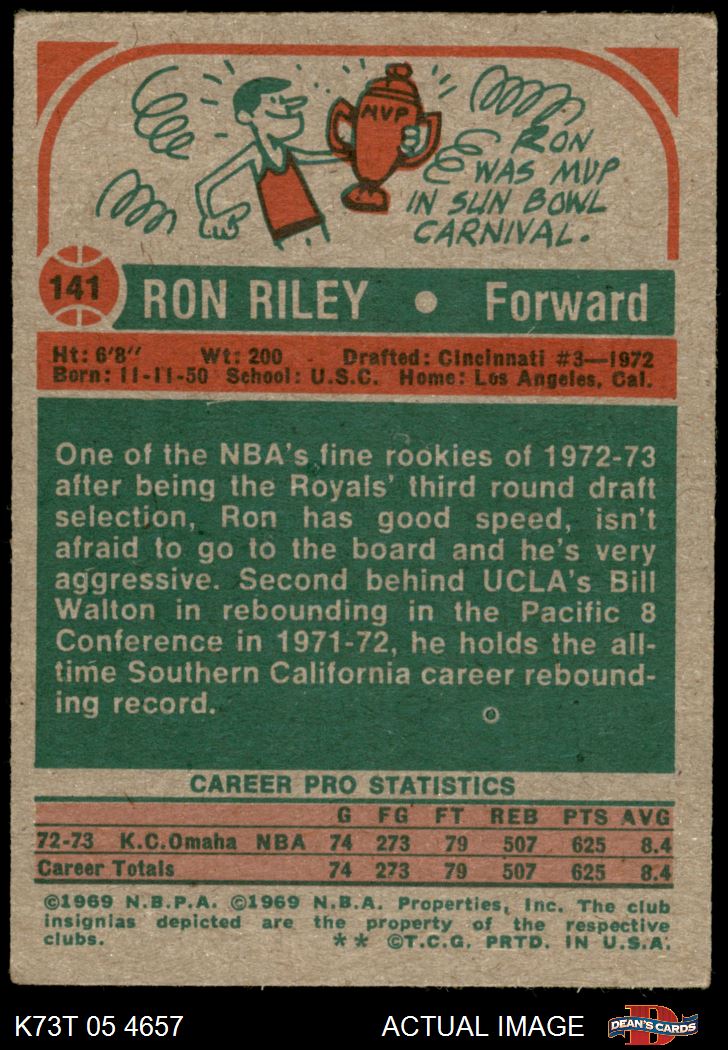 MVP
RON
WAS MVP
IN SUN BOWL
CARNIVAL.
141
RON RILEY • Forward
Ht: 6'8" Wt: 200 Drafted: Cincinnati #3—1972
Born: 11-11-50 School: U.S.C. Home: Los Angeles, Cal.
One of the NBA's fine rookies of 1972-73
after being the Royals' third round draft
selection, Ron has good speed, isn't
afraid to go to the board and he's very
aggressive. Second behind UCLA's Bill
Walton in rebounding in the Pacific 8
Conference in 1971-72, he holds the all-
time Southern California career rebound-
ing record.
CAREER PRO STATISTICS
G FG FT REB PTS AVG
72-73 K.C.Omaha NBA 74 273 79 507 625 8.4
Career Totals 74 273 79 507 625 8.4
©1969 N.B.P.A. ©1969 N.B.A. Properties, Inc. The club
insignias depicted are the property of the respective
clubs. ** ©T.C.G. PRTD. IN U.S.A.
K73T 05 4657 ACTUAL IMAGE
DEAN'S CARDS